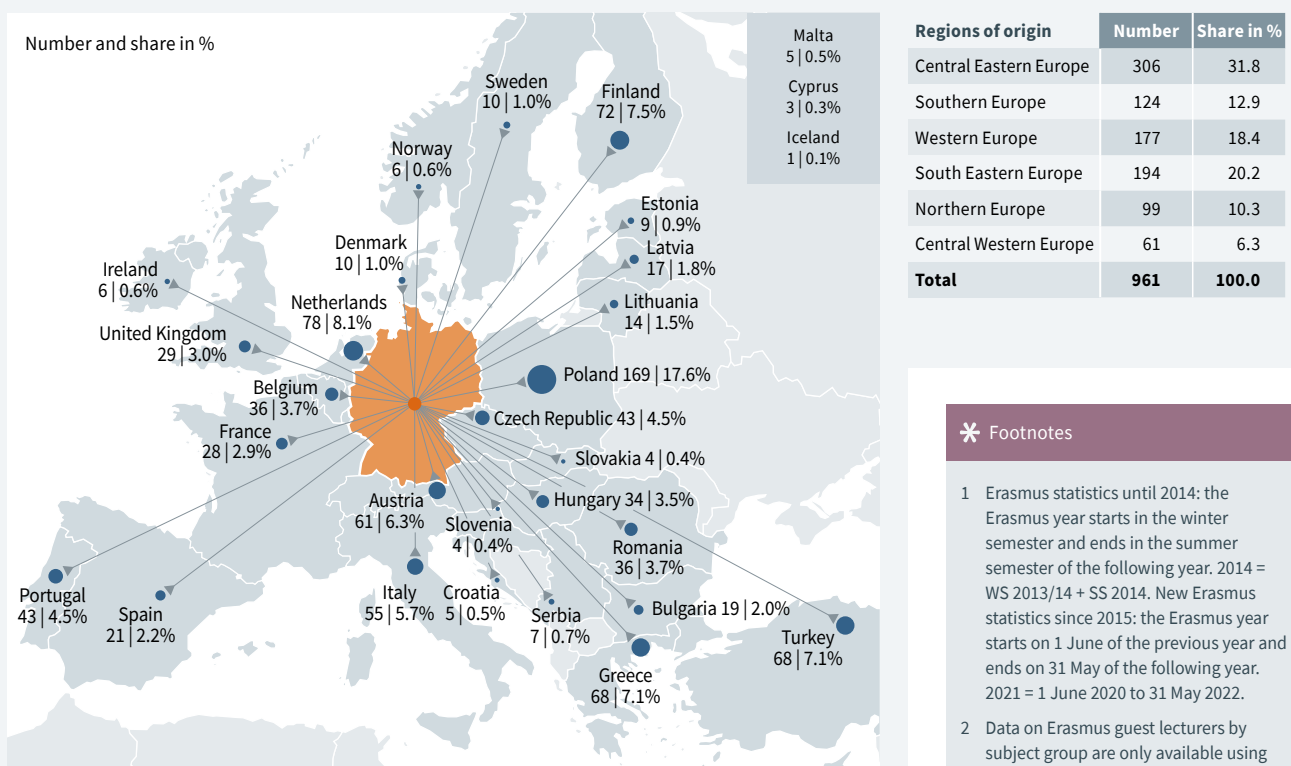 Number and share in %
Malta
5 | 0.5%
Cyprus
3 | 0.3%
Iceland
1 | 0.1%
Sweden
10 | 1.0%
Finland
72 | 7.5%
Norway
6 | 0.6%
Estonia
9 | 0.9%
Latvia
17 | 1.8%
Denmark
10 | 1.0%
Ireland
6 | 0.6%
Netherlands
78 | 8.1%
Lithuania
14 | 1.5%
United Kingdom
29 | 3.0%
Poland 169 | 17.6%
Belgium
36 | 3.7%
Czech Republic 43 | 4.5%
France
28 | 2.9%
Slovakia 4 | 0.4%
Austria
61 | 6.3%
Hungary 34 | 3.5%
Slovenia
4 | 0.4%
Romania
36 | 3.7%
Portugal
43 | 4.5%
Spain
21 | 2.2%
Italy
55 | 5.7%
Croatia
5 | 0.5%
Serbia
7 | 0.7%
Bulgaria 19 | 2.0%
Turkey
68 | 7.1%
Greece
68 | 7.1%
Regions of origin Number Share in %
Central Eastern Europe 306 31.8
Southern Europe 124 12.9
Western Europe 177 18.4
South Eastern Europe 194 20.2
Northern Europe 99 10.3
Central Western Europe 61 6.3
Total 961 100.0
Footnotes
1 Erasmus statistics until 2014: the
Erasmus year starts in the winter
semester and ends in the summer
semester of the following year. 2014 =
WS 2013/14 + SS 2014. New Erasmus
statistics since 2015: the Erasmus year
starts on 1 June of the previous year and
ends on 31 May of the following year.
2021 = 1 June 2020 to 31 May 2022.
2 Data on Erasmus guest lecturers by
subject group are only available using